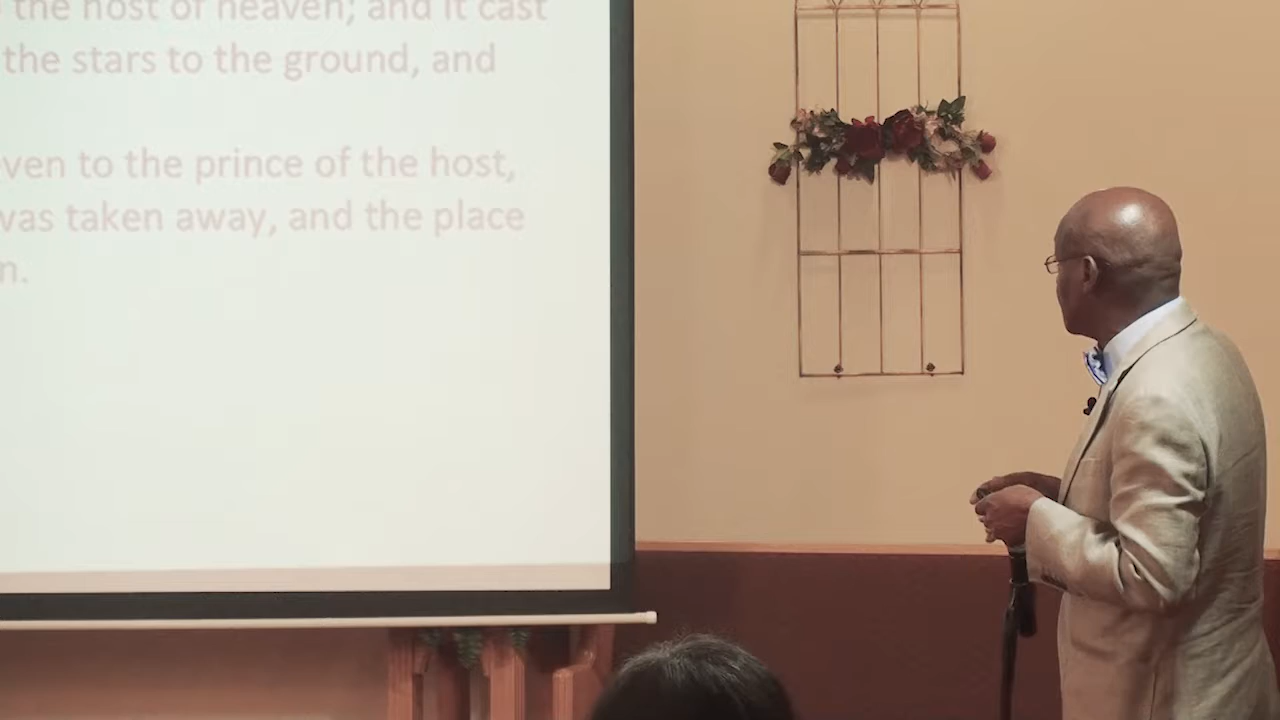 the host of heaven; and it cast
the stars to the ground, and
ven to the prince of the host,
was taken away, and the place
n.